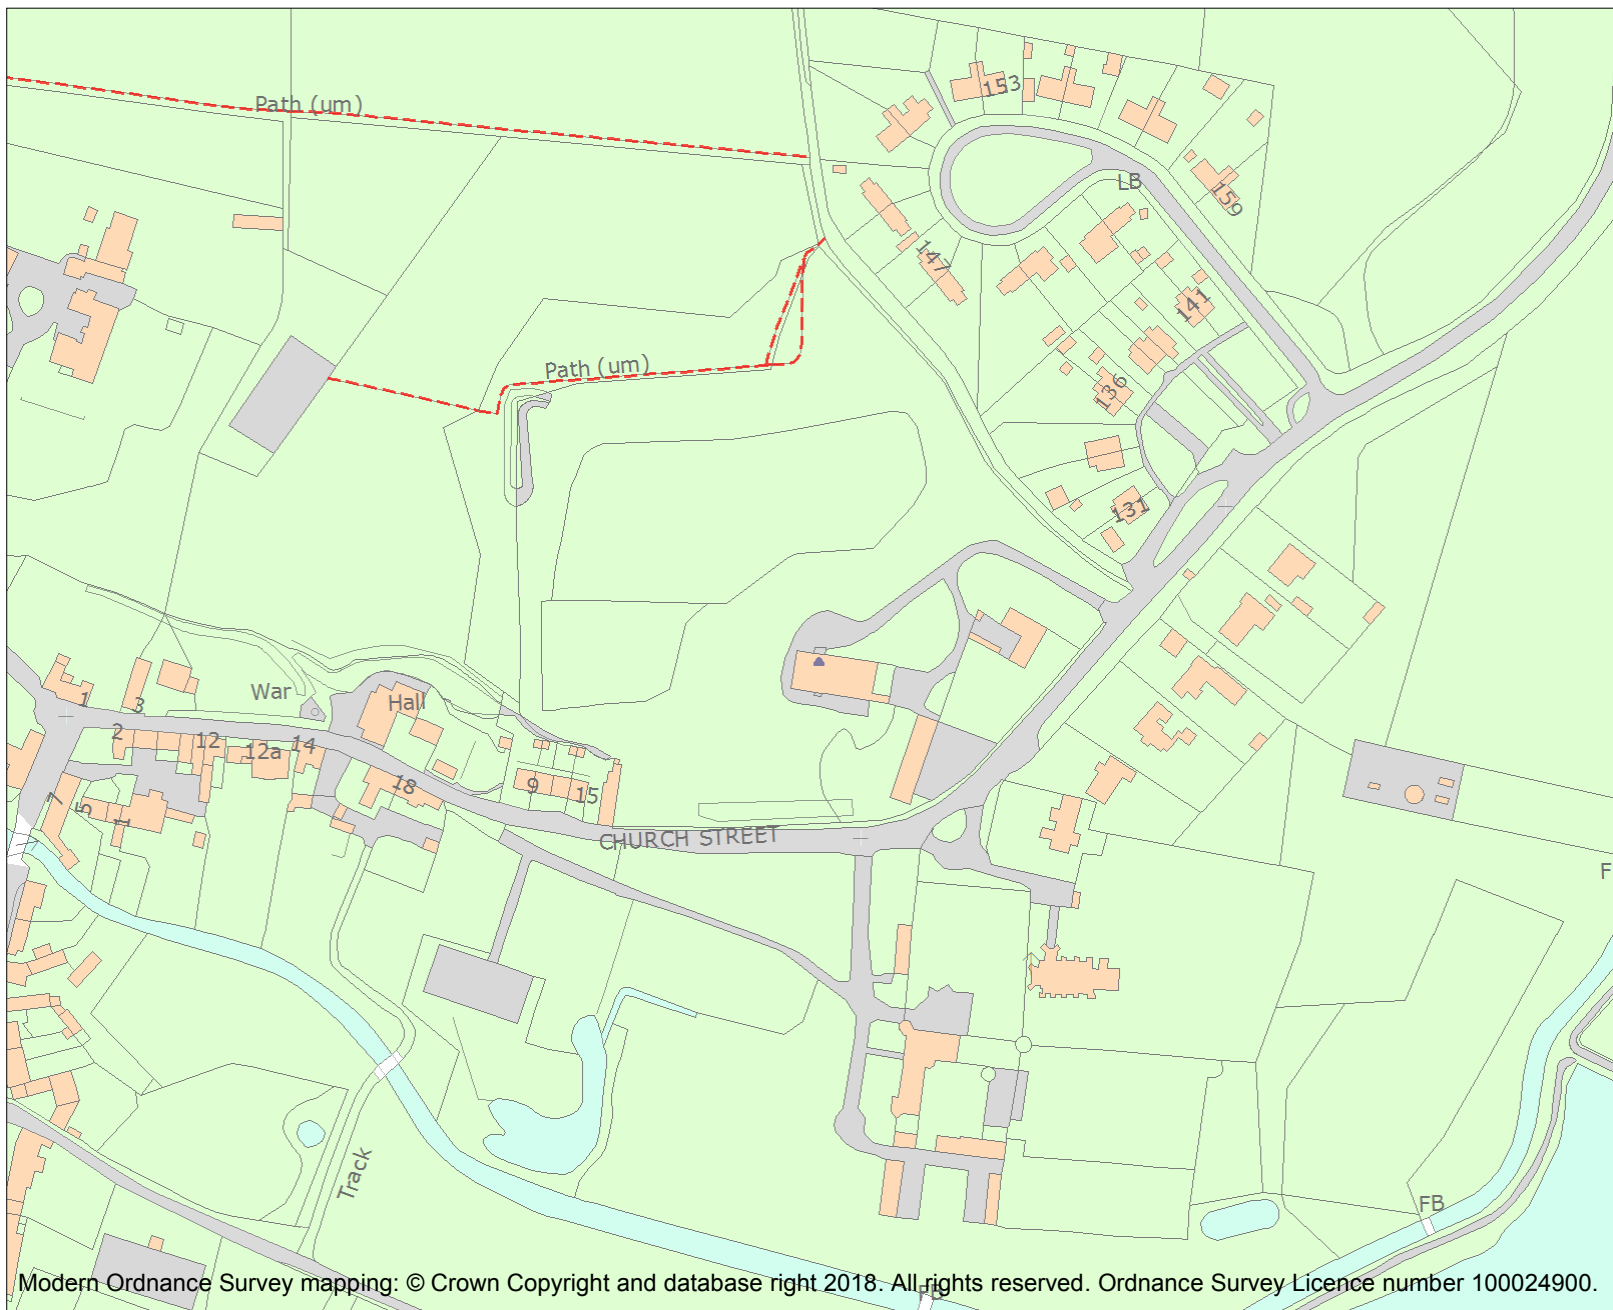 153
Path (um)
LB
159
147
141
Path (um)
136
131
War
Hall
1
3
2
12
12a
14
18
9
15
7
5
1
CHURCH STREET
F
Track
FB
FB
Modern Ordnance Survey mapping: © Crown Copyright and database right 2018. All rights reserved. Ordnance Survey Licence number 100024900.